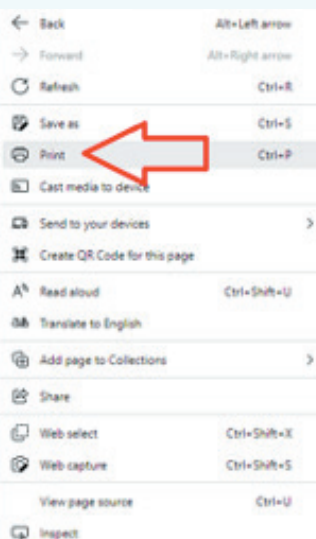 Back Alt+Left arrow
Forward Alt+Right arrow
Refresh Ctrl+R
Save as Ctrl+S
Print Ctrl+P
Cast media to device
Send to your devices
Create QR Code for this page
Read aloud Ctrl+Shift+U
Translate to English
Add page to Collections
Share
Web select Ctrl+Shift+X
Web capture Ctrl+Shift+S
View page source Ctrl+U
Inspect